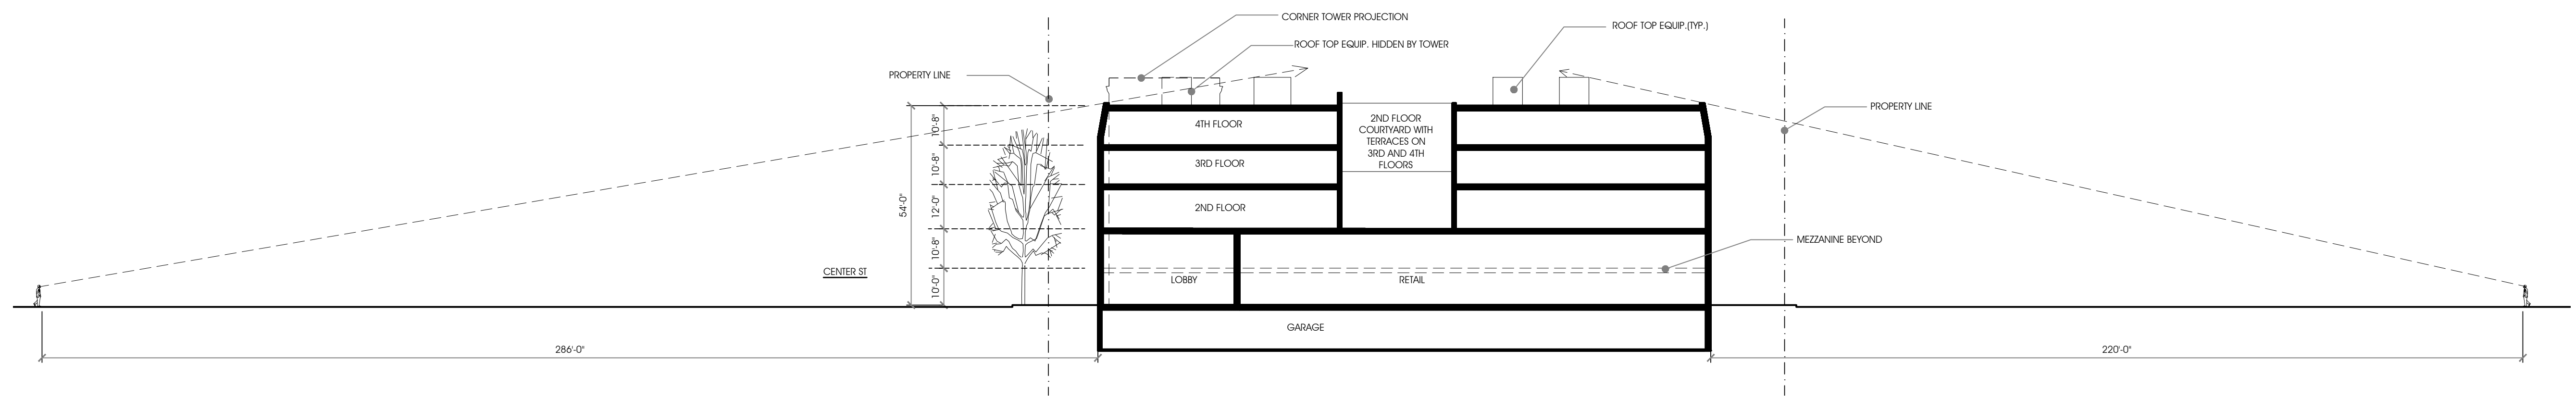 CORNER TOWER PROJECTION
ROOF TOP EQUIP.(TYP.)
ROOF TOP EQUIP. HIDDEN BY TOWER
PROPERTY LINE
PROPERTY LINE
4TH FLOOR
3RD FLOOR
2ND FLOOR
2ND FLOOR
COURTYARD WITH
TERRACES ON
3RD AND 4TH
FLOORS
54'-0"
10'-8"
10'-8"
12'-0"
10'-8"
10'-0"
MEZZANINE BEYOND
CENTER ST
LOBBY
RETAIL
GARAGE
286'-0"
220'-0"